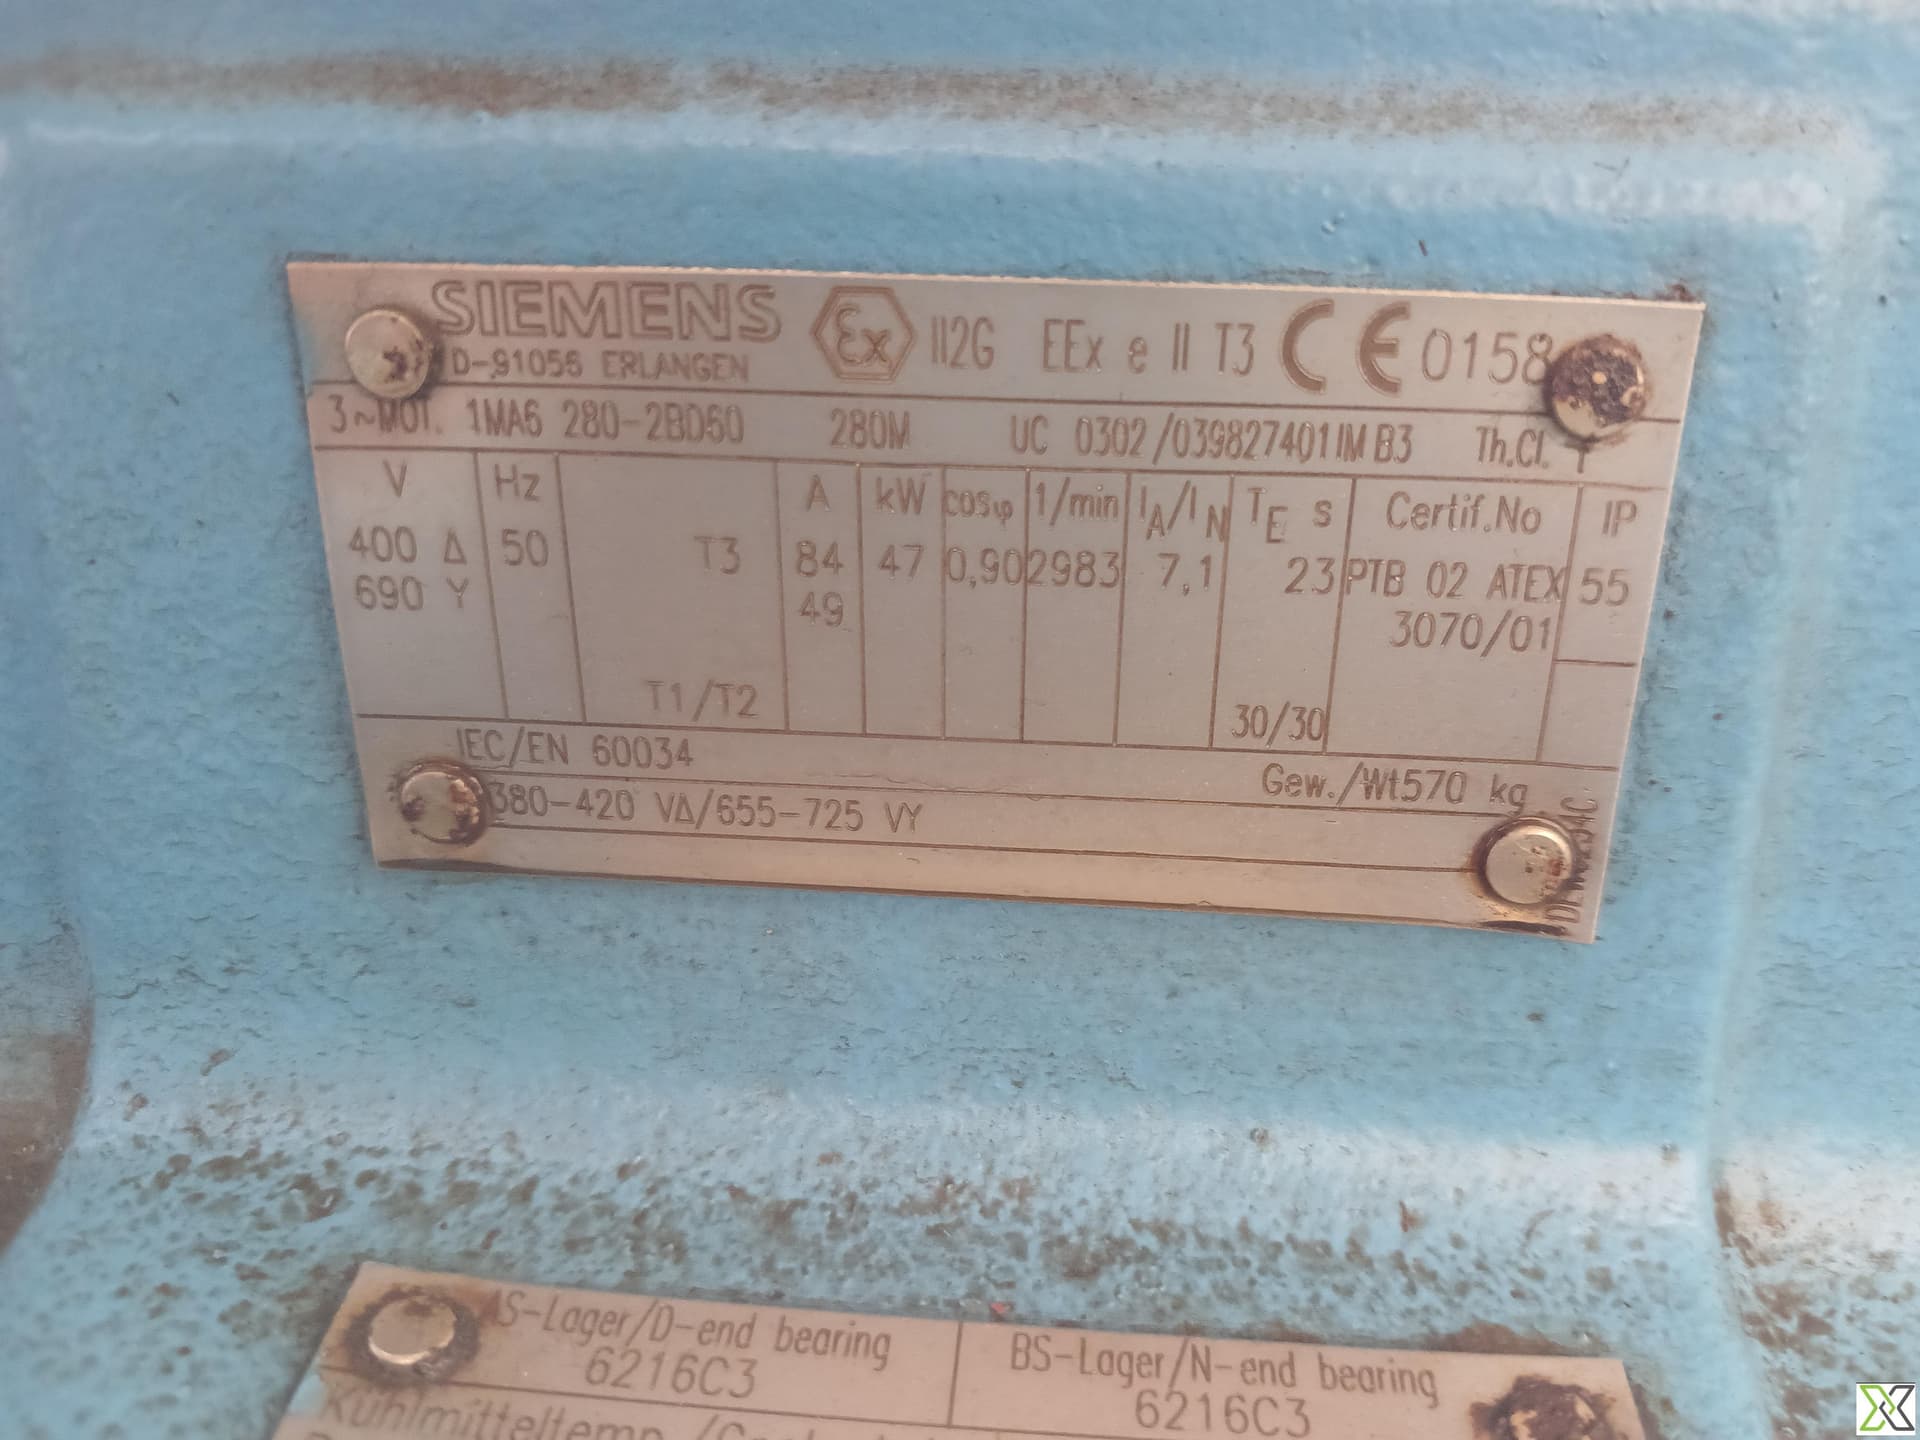 SIEMENS Ex II2G EEx e II T3 CE 0158
D-91056 ERLANGEN
3~MOT. 1MA6 280-2BD60 280M UC 0302/039827401 IM B3 Th.Cl.
V Hz A kW cosφ 1/min IA/IN TE s Certif.No IP
400 Δ 50 T3 84 47 0,90 2983 7,1 23 PTB 02 ATEX 55
690 Y 49 3070/01
T1/T2 30/30
IEC/EN 60034 Gew./Wt570 kg
380-420 VΔ/655-725 VY
AS-Lager/D-end bearing BS-Lager/N-end bearing
6216C3 6216C3
Kühlmitteltemp.